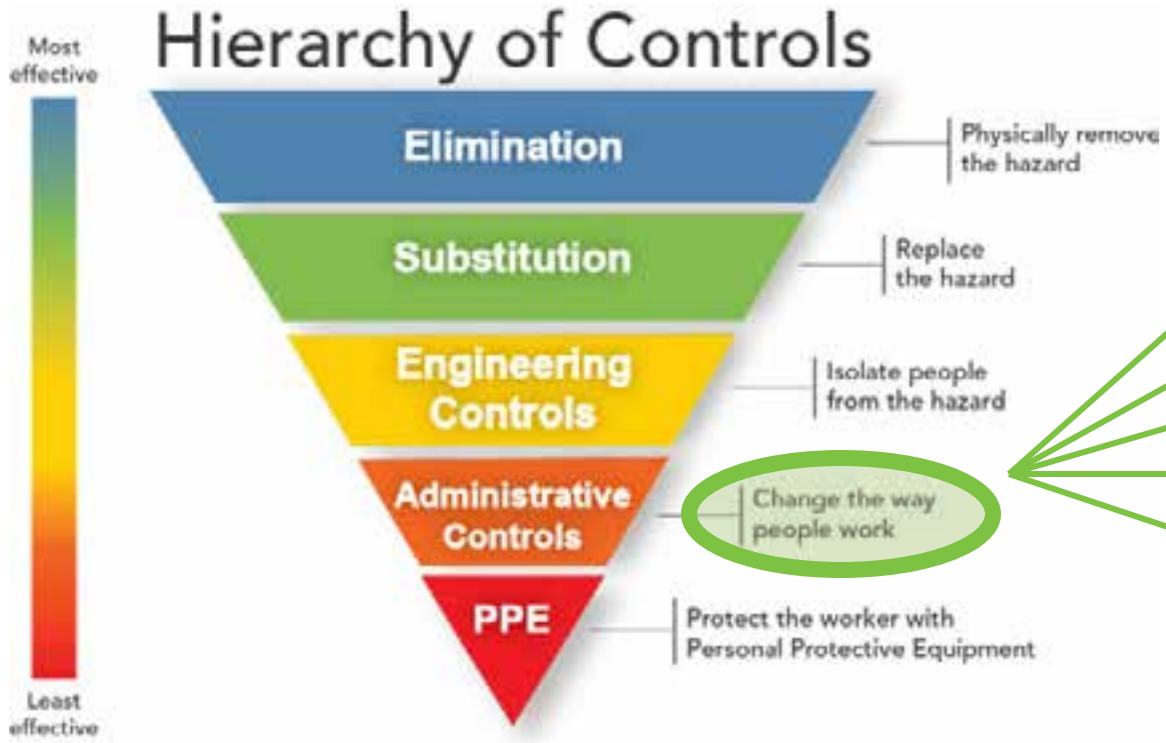 Hierarchy of Controls
Most
effective
Elimination
Physically remove
the hazard
Substitution
Replace
the hazard
Engineering
Controls
Isolate people
from the hazard
Administrative
Controls
Change the way
people work
PPE
Protect the worker with
Personal Protective Equipment
Least
effective